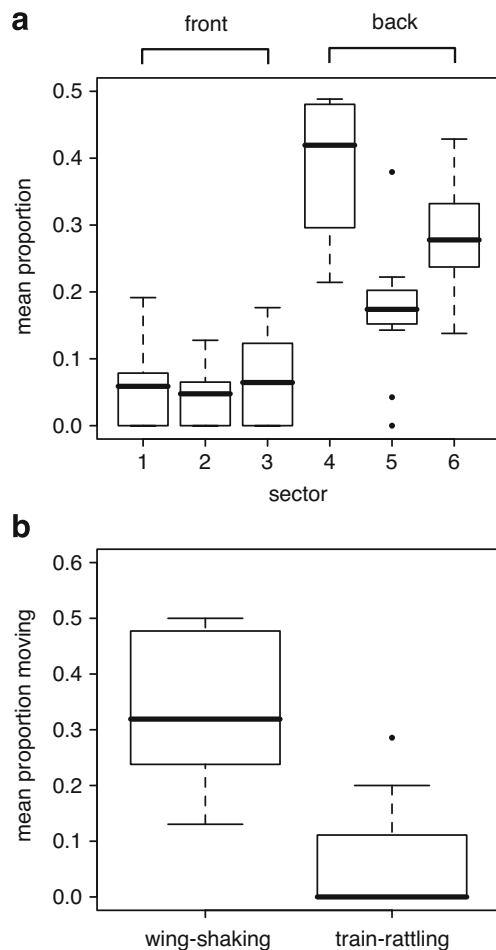 a
front back
mean proportion
0.5
0.4
0.3
0.2
0.1
0.0
1 2 3 4 5 6
sector
b
mean proportion moving
0.6
0.5
0.4
0.3
0.2
0.1
0.0
wing-shaking train-rattling